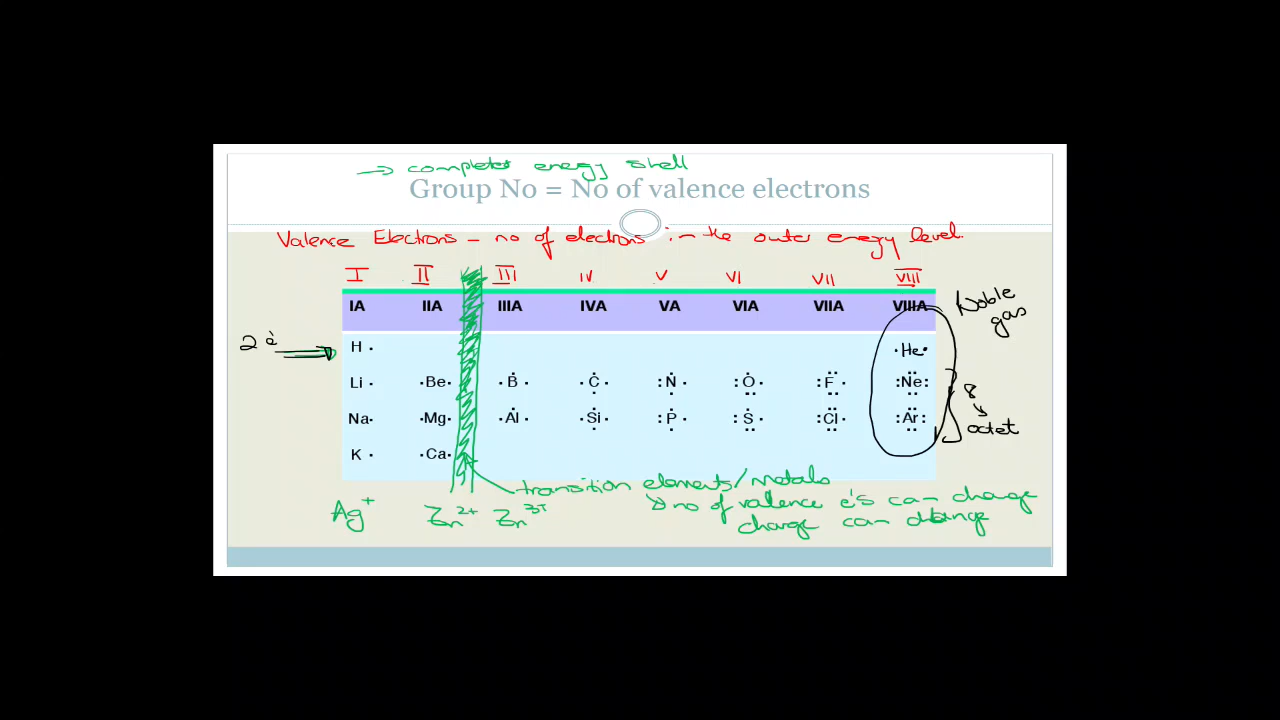 → complete energy shell
Group No = No of valence electrons
Valence Electrons - no of electrons in the outer energy level.
I II III IV V VI VII VIII
IA IIA IIIA IVA VA VIA VIIA VIIIA
Noble
gas
2 e
H He
Li Be B C N O F Ne
8
Na Mg Al Si P S Cl Ar
octet
K Ca
transition elements/metals
no of valence e's can change
Ag+ Zn2+ Zn3+
charge can change